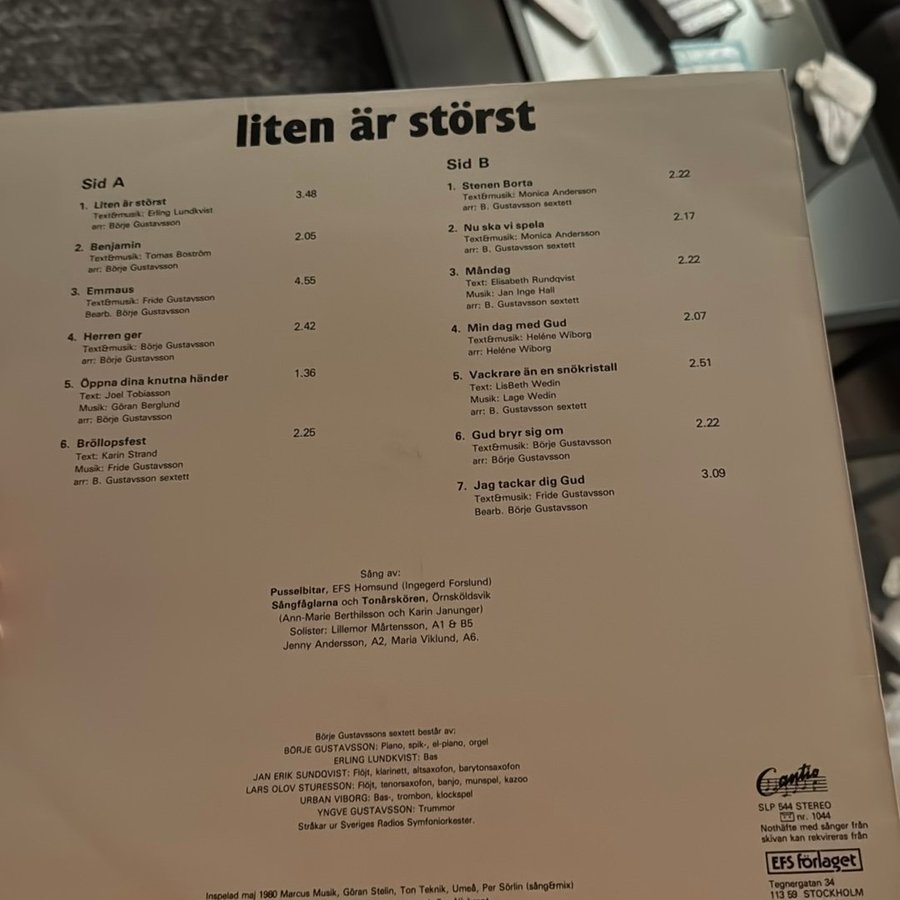 liten är störst
Sid A
1. Liten är störst 3.48
Text&musik: Erling Lundkvist
arr: Börje Gustavsson
2. Benjamin 2.05
Text&musik: Tomas Boström
arr: Börje Gustavsson
3. Emmaus 4.55
Text&musik: Fride Gustavsson
Bearb. Börje Gustavsson
4. Herren ger 2.42
Text&musik: Börje Gustavsson
arr: Börje Gustavsson
5. Öppna dina knutna händer 1.36
Text: Joel Tobiasson
Musik: Göran Berglund
arr: Börje Gustavsson
6. Bröllopsfest 2.25
Text: Karin Strand
Musik: Fride Gustavsson
arr: B. Gustavsson sextett
Sid B
1. Stenen Borta 2.22
Text&musik: Monica Andersson
arr: B. Gustavsson sextett
2. Nu ska vi spela 2.17
Text&musik: Monica Andersson
arr: B. Gustavsson sextett
3. Måndag 2.22
Text: Elisabeth Rundqvist
Musik: Jan Inge Hall
arr: B. Gustavsson sextett
4. Min dag med Gud 2.07
Text&musik: Heléne Wiborg
arr: Heléne Wiborg
5. Vackrare än en snökristall 2.51
Text: LisBeth Wedin
Musik: Lage Wedin
arr: B. Gustavsson sextett
6. Gud bryr sig om 2.22
Text&musik: Börje Gustavsson
arr: Börje Gustavsson
7. Jag tackar dig Gud 3.09
Text&musik: Fride Gustavsson
Bearb. Börje Gustavsson
Sång av:
Pusselbitar, EFS Homsund (Ingegerd Forslund)
Sångfåglarna och Tonårskören, Örnsköldsvik
(Ann-Marie Berthilsson och Karin Janunger)
Solister: Lillemor Mårtensson, A1 & B5
Jenny Andersson, A2, Maria Viklund, A6.
Börje Gustavssons sextett består av:
BÖRJE GUSTAVSSON: Piano, spik-, el-piano, orgel
ERLING LUNDKVIST: Bas
JAN ERIK SUNDQVIST: Flöjt, klarinett, altsaxofon, barytonsaxofon
LARS OLOV STURESSON: Flöjt, tenorsaxofon, banjo, munspel, kazoo
URBAN VIBORG: Bas-, trombon, klockspel
YNGVE GUSTAVSSON: Trummor
Stråkar ur Sveriges Radios Symfoniorkester.
Cantio
SLP 544 STEREO
nr. 1044
Nothäfte med sånger från
skivan kan rekvireras från
EFS förlaget
Tegnergatan 34
113 59 STOCKHOLM
Inspelad maj 1980 Marcus Musik, Göran Stelin, Ton Teknik, Umeå, Per Sörlin (sång&mix)